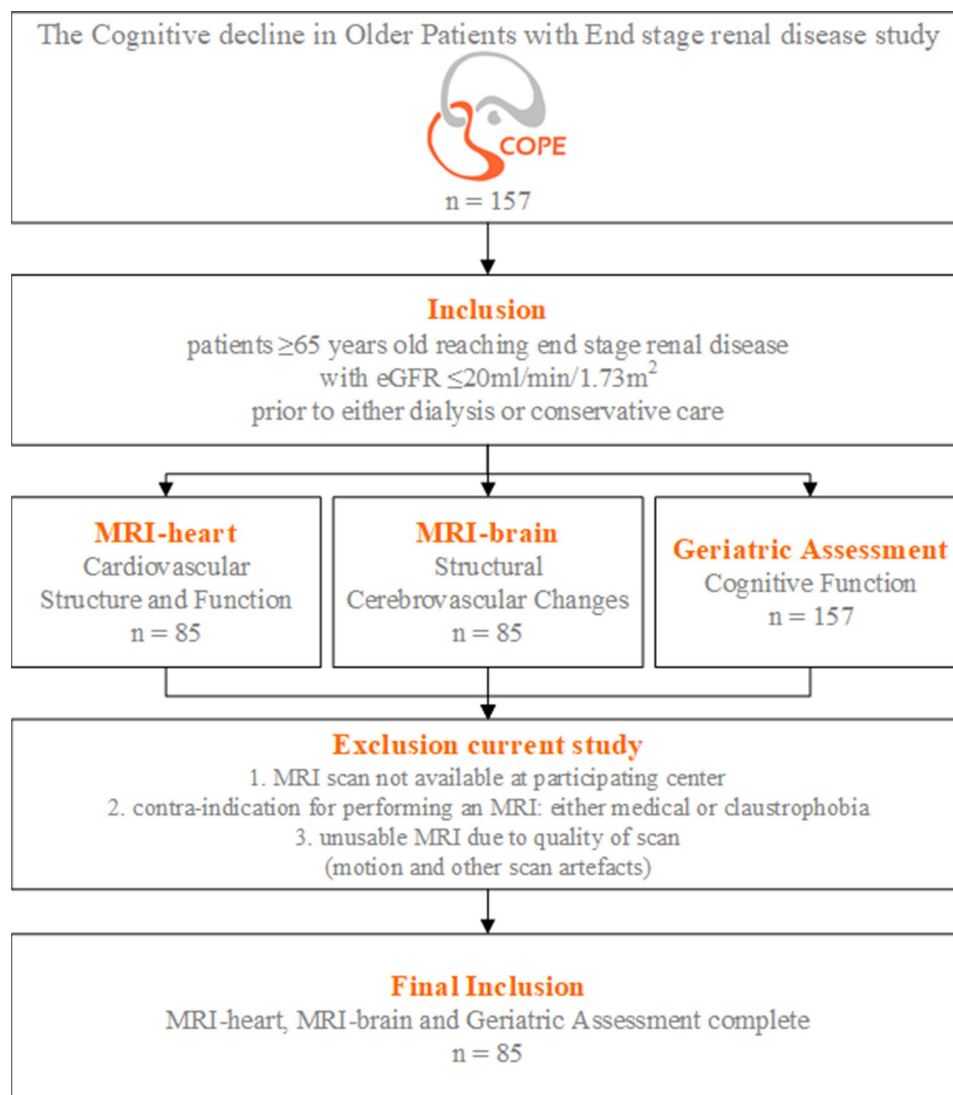 The Cognitive decline in Older Patients with End stage renal disease study
COPE
n = 157
Inclusion
patients ≥65 years old reaching end stage renal disease
with eGFR ≤20ml/min/1.73m²
prior to either dialysis or conservative care
MRI-heart
Cardiovascular
Structure and Function
n = 85
MRI-brain
Structural
Cerebrovascular Changes
n = 85
Geriatric Assessment
Cognitive Function
n = 157
Exclusion current study
1. MRI scan not available at participating center
2. contra-indication for performing an MRI: either medical or claustrophobia
3. unusable MRI due to quality of scan
(motion and other scan artefacts)
Final Inclusion
MRI-heart, MRI-brain and Geriatric Assessment complete
n = 85